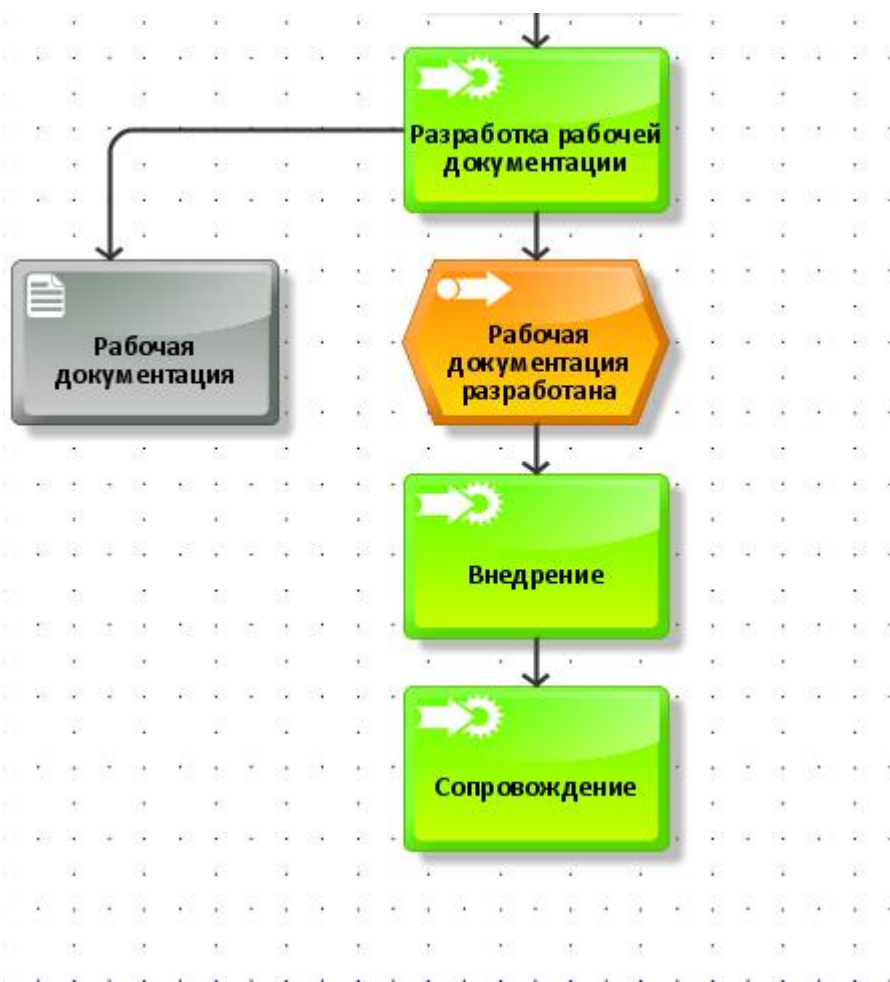 Разработка рабочей
документации
Рабочая
документация
Рабочая
документация
разработана
Внедрение
Сопровождение